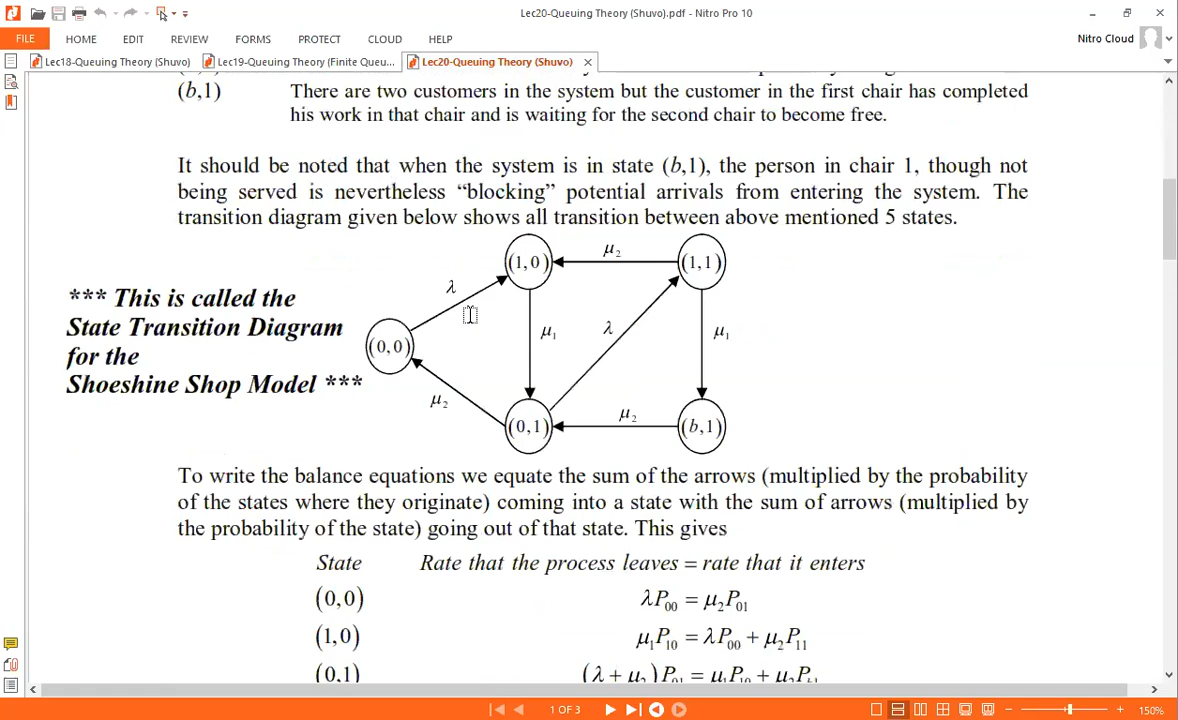 Lec20-Queuing Theory (Shuvo).pdf - Nitro Pro 10
FILE HOME EDIT REVIEW FORMS PROTECT CLOUD HELP
Nitro Cloud
Lec18-Queuing Theory (Shuvo) Lec19-Queuing Theory (Finite Queu... Lec20-Queuing Theory (Shuvo)
(b,1) There are two customers in the system but the customer in the first chair has completed
his work in that chair and is waiting for the second chair to become free.
It should be noted that when the system is in state (b,1), the person in chair 1, though not
being served is nevertheless “blocking” potential arrivals from entering the system. The
transition diagram given below shows all transition between above mentioned 5 states.
*** This is called the
State Transition Diagram
for the
Shoeshine Shop Model ***
(1,0) μ₂ (1,1)
λ
μ₁ λ μ₁
(0,0)
μ₂
(0,1) μ₂ (b,1)
To write the balance equations we equate the sum of the arrows (multiplied by the probability
of the states where they originate) coming into a state with the sum of arrows (multiplied by
the probability of the state) going out of that state. This gives
State Rate that the process leaves = rate that it enters
(0,0) λP₀₀ = μ₂P₀₁
(1,0) μ₁P₁₀ = λP₀₀ + μ₂P₁₁
(0,1)
1 OF 3
150%